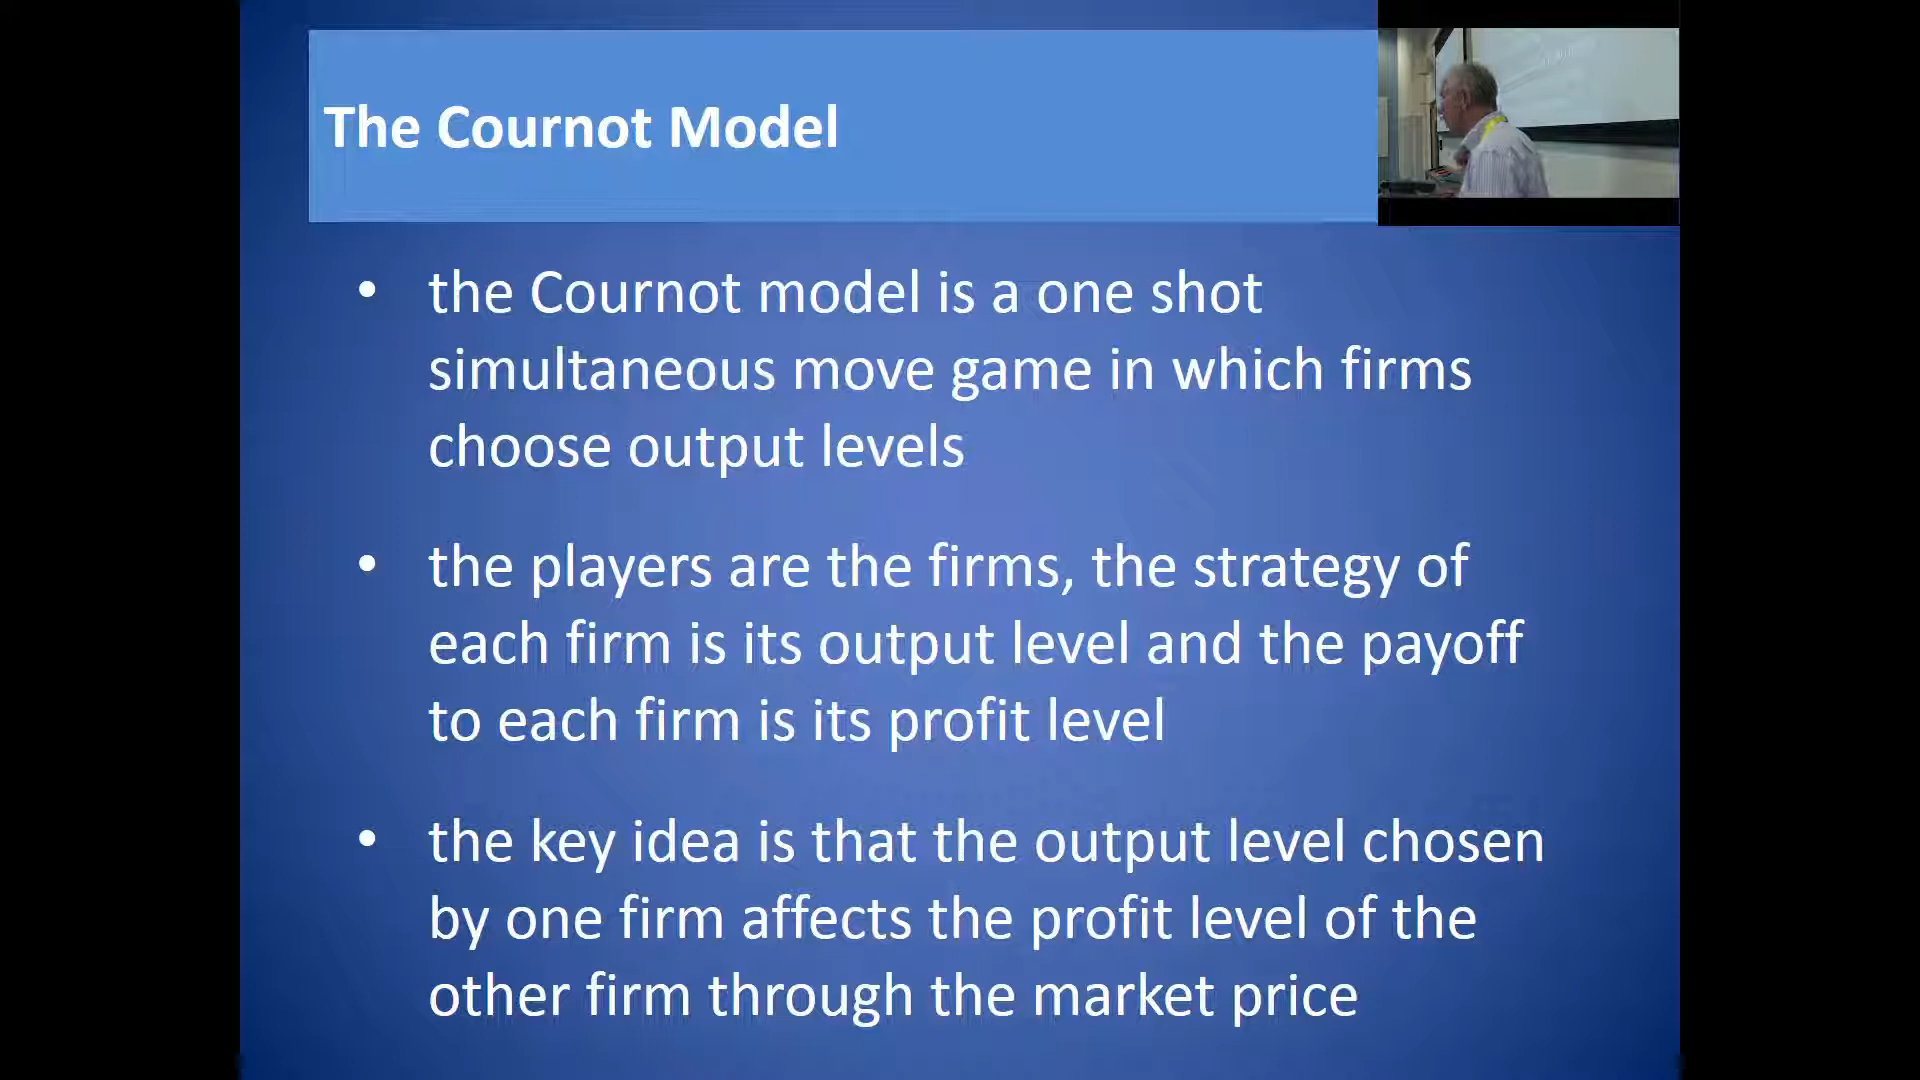 The Cournot Model
• the Cournot model is a one shot
simultaneous move game in which firms
choose output levels
• the players are the firms, the strategy of
each firm is its output level and the payoff
to each firm is its profit level
• the key idea is that the output level chosen
by one firm affects the profit level of the
other firm through the market price